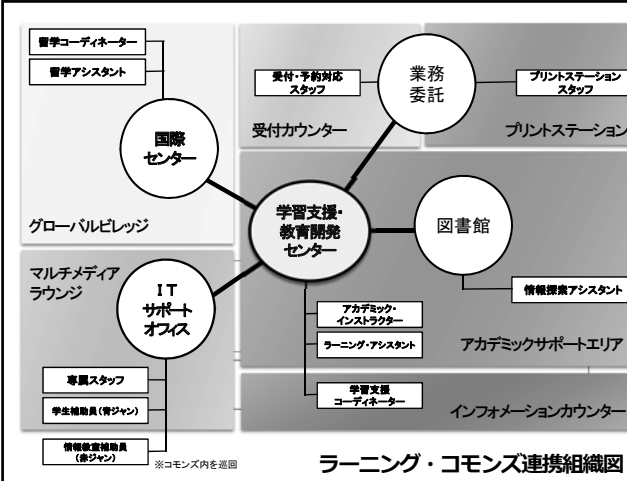 留学コーディネーター
留学アシスタント
国際
センター
グローバルビレッジ
受付・予約対応
スタッフ
業務
委託
プリントステーション
スタッフ
受付カウンター
プリントステーション
学習支援・
教育開発
センター
図書館
情報探索アシスタント
アカデミック・
インストラクター
ラーニング・アシスタント
アカデミックサポートエリア
マルチメディア
ラウンジ
IT
サポート
オフィス
専属スタッフ
学生補助員(青ジャン)
情報教室補助員
(赤ジャン)
※コモンズ内を巡回
学習支援
コーディネーター
インフォメーションカウンター
ラーニング・コモンズ連携組織図